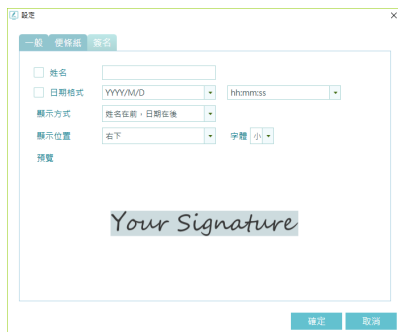 設定
一般 便條紙 簽名
姓名
日期格式 YYYY/M/D hh:mm:ss
顯示方式 姓名在前，日期在後
顯示位置 右下 字體 小
預覽
Your Signature
確定 取消